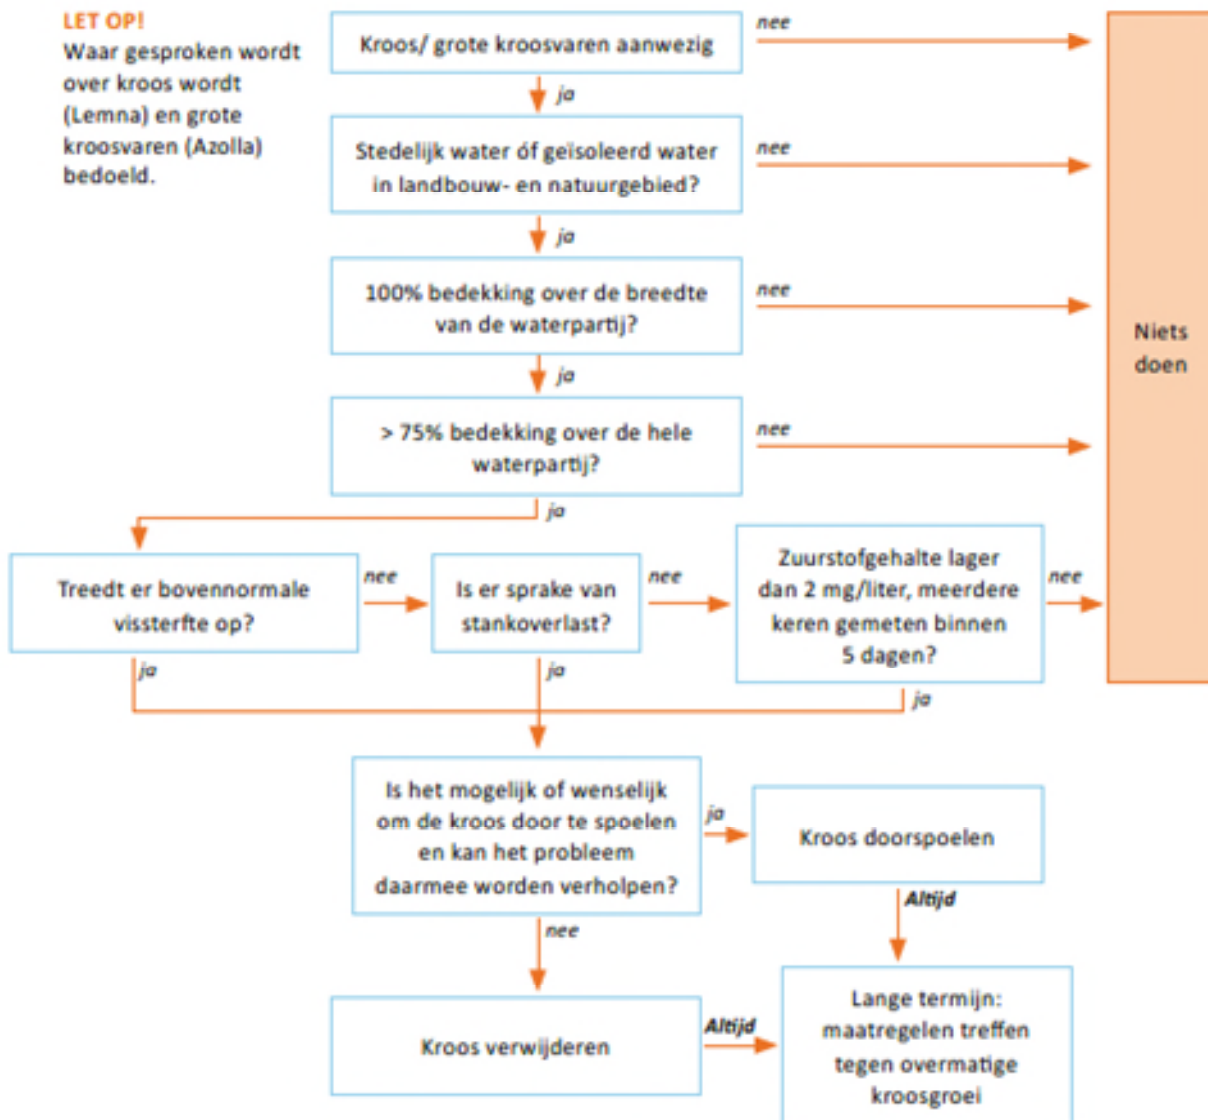 LET OP!
Waar gesproken wordt
over kroos wordt
(Lemna) en grote
kroosvaren (Azolla)
bedoeld.
Kroos/ grote kroosvaren aanwezig
nee
ja
Stedelijk water óf geïsoleerd water
in landbouw- en natuurgebied?
nee
ja
100% bedekking over de breedte
van de waterpartij?
nee
ja
> 75% bedekking over de hele
waterpartij?
nee
ja
Niets
doen
Treedt er bovennormale
vissterfte op?
nee
ja
Is er sprake van
stankoverlast?
nee
ja
Zuurstofgehalte lager
dan 2 mg/liter, meerdere
keren gemeten binnen
5 dagen?
nee
ja
Is het mogelijk of wenselijk
om de kroos door te spoelen
en kan het probleem
daarmee worden verholpen?
ja
nee
Kroos doorspoelen
Altijd
Kroos verwijderen
Altijd
Lange termijn:
maatregelen treffen
tegen overmatige
kroosgroei